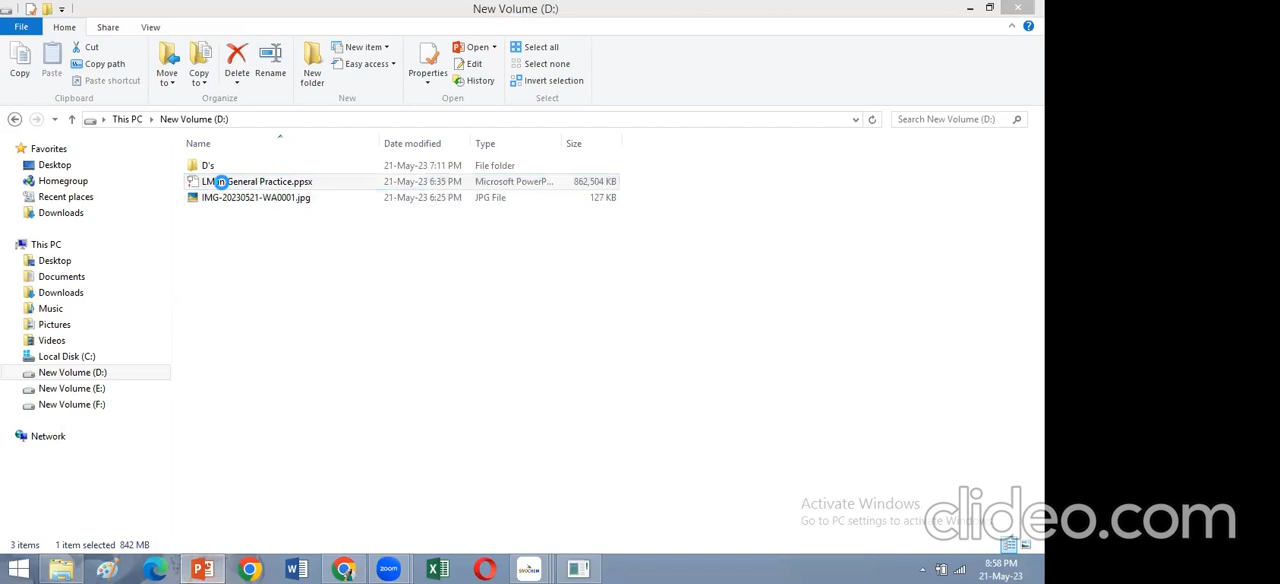 New Volume (D:)
File Home Share View
Copy
Paste
Cut
Copy path
Paste shortcut
Clipboard
Move to
Copy to
Delete
Rename
Organize
New folder
New item
Easy access
New
Properties
Open
Edit
History
Open
Select all
Select none
Invert selection
Select
This PC New Volume (D:)
Search New Volume (D:)
Name Date modified Type Size
D's 21-May-23 7:11 PM File folder
LM in General Practice.ppsx 21-May-23 6:35 PM Microsoft PowerP... 862,504 KB
IMG-20230521-WA0001.jpg 21-May-23 6:25 PM JPG File 127 KB
Favorites
Desktop
Homegroup
Recent places
Downloads
This PC
Desktop
Documents
Downloads
Music
Pictures
Videos
Local Disk (C:)
New Volume (D:)
New Volume (E:)
New Volume (F:)
Network
Activate Windows
Go to PC settings to activate Windows.
clideo.com
3 items 1 item selected 842 MB
zoom
8:58 PM
21-May-23